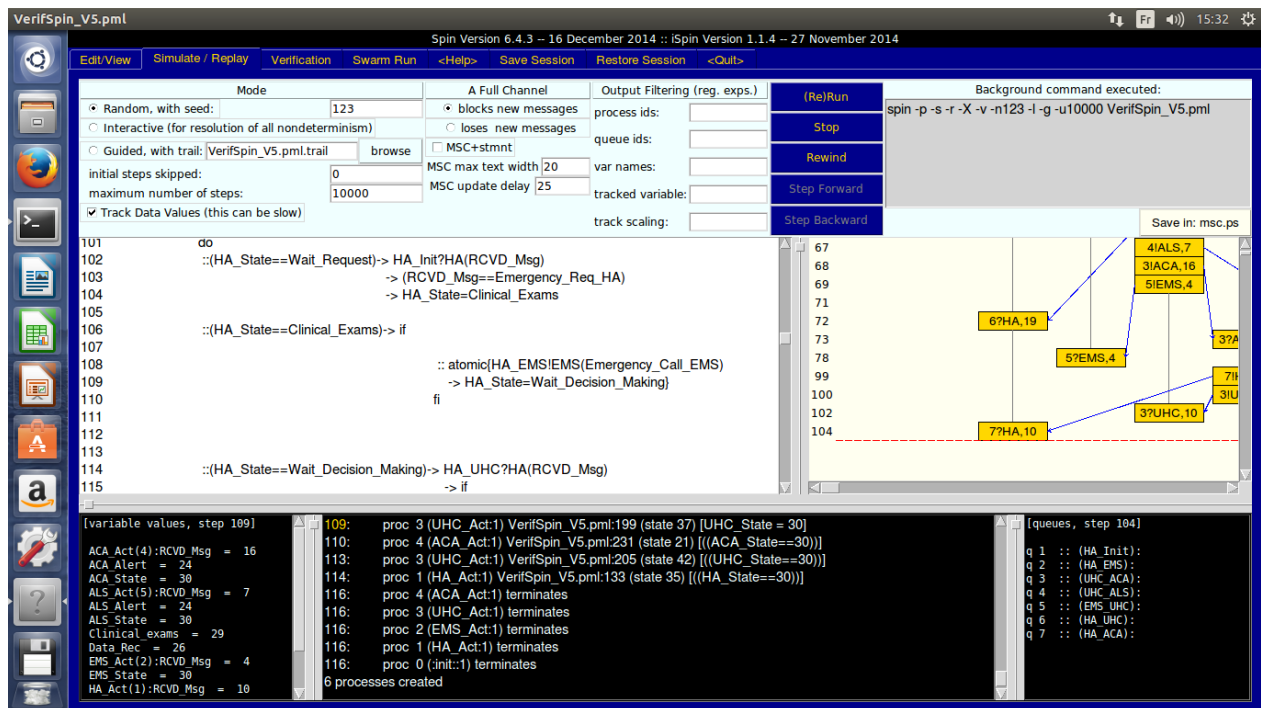 VerifSpin_V5.pml
Fr
15:32
Spin Version 6.4.3 -- 16 December 2014 :: iSpin Version 1.1.4 -- 27 November 2014
Edit/View Simulate / Replay Verification Swarm Run <Help> Save Session Restore Session <Quit>
Mode
Random, with seed: 123
Interactive (for resolution of all nondeterminism)
Guided, with trail: VerifSpin_V5.pml.trail browse
initial steps skipped: 0
maximum number of steps: 10000
Track Data Values (this can be slow)
A Full Channel
blocks new messages
loses new messages
MSC+stmnt
MSC max text width 20
MSC update delay 25
Output Filtering (reg. exps.)
process ids:
queue ids:
var names:
tracked variable:
track scaling:
(Re)Run
Stop
Rewind
Step Forward
Step Backward
Background command executed:
spin -p -s -r -X -v -n123 -l -g -u10000 VerifSpin_V5.pml
Save in: msc.ps
101 do
102 ::(HA_State==Wait_Request)-> HA_Init?HA(RCVD_Msg)
103 -> (RCVD_Msg==Emergency_Req_HA)
104 -> HA_State=Clinical_Exams
105
106 ::(HA_State==Clinical_Exams)-> if
107
108 :: atomic{HA_EMS!EMS(Emergency_Call_EMS)
109 -> HA_State=Wait_Decision_Making}
110 fi
111
112
113
114 ::(HA_State==Wait_Decision_Making)-> HA_UHC?HA(RCVD_Msg)
115 -> if
67 4!ALS,7
68 3!ACA,16
69 5!EMS,4
71
72 6?HA,19
73 3?A
78 5?EMS,4
99 7!H
100 3!U
102 3?UHC,10
104 7?HA,10
[variable values, step 109]
ACA_Act(4):RCVD_Msg = 16
ACA_Alert = 24
ACA_State = 30
ALS_Act(5):RCVD_Msg = 7
ALS_Alert = 24
ALS_State = 30
Clinical_exams = 29
Data_Rec = 26
EMS_Act(2):RCVD_Msg = 4
EMS_State = 30
HA_Act(1):RCVD_Msg = 10
109: proc 3 (UHC_Act:1) VerifSpin_V5.pml:199 (state 37) [UHC_State = 30]
110: proc 4 (ACA_Act:1) VerifSpin_V5.pml:231 (state 21) [((ACA_State==30))]
113: proc 3 (UHC_Act:1) VerifSpin_V5.pml:205 (state 42) [((UHC_State==30))]
114: proc 1 (HA_Act:1) VerifSpin_V5.pml:133 (state 35) [((HA_State==30))]
116: proc 4 (ACA_Act:1) terminates
116: proc 3 (UHC_Act:1) terminates
116: proc 2 (EMS_Act:1) terminates
116: proc 1 (HA_Act:1) terminates
116: proc 0 (:init::1) terminates
6 processes created
[queues, step 104]
q 1 :: (HA_Init):
q 2 :: (HA_EMS):
q 3 :: (UHC_ACA):
q 4 :: (UHC_ALS):
q 5 :: (EMS_UHC):
q 6 :: (HA_UHC):
q 7 :: (HA_ACA):